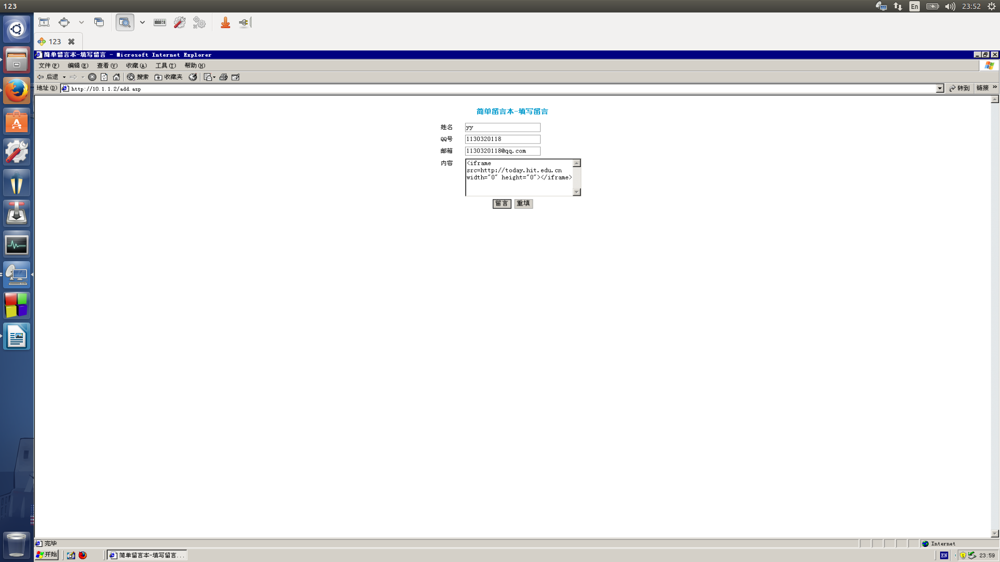 123
En
23:52
123
简单留言本-填写留言 - Microsoft Internet Explorer
文件(F) 编辑(E) 查看(V) 收藏(A) 工具(T) 帮助(H)
后退 搜索 收藏夹
地址(D) http://10.1.1.2/add.asp 转到 链接 »
简单留言本-填写留言
姓名 yy
QQ号 1130320118
邮箱 1130320118@qq.com
内容 <iframe
src=http://today.hit.edu.cn
width="0" height="0"></iframe>
留言 重填
完毕 Internet
开始 简单留言本-填写留言... EN 23:59